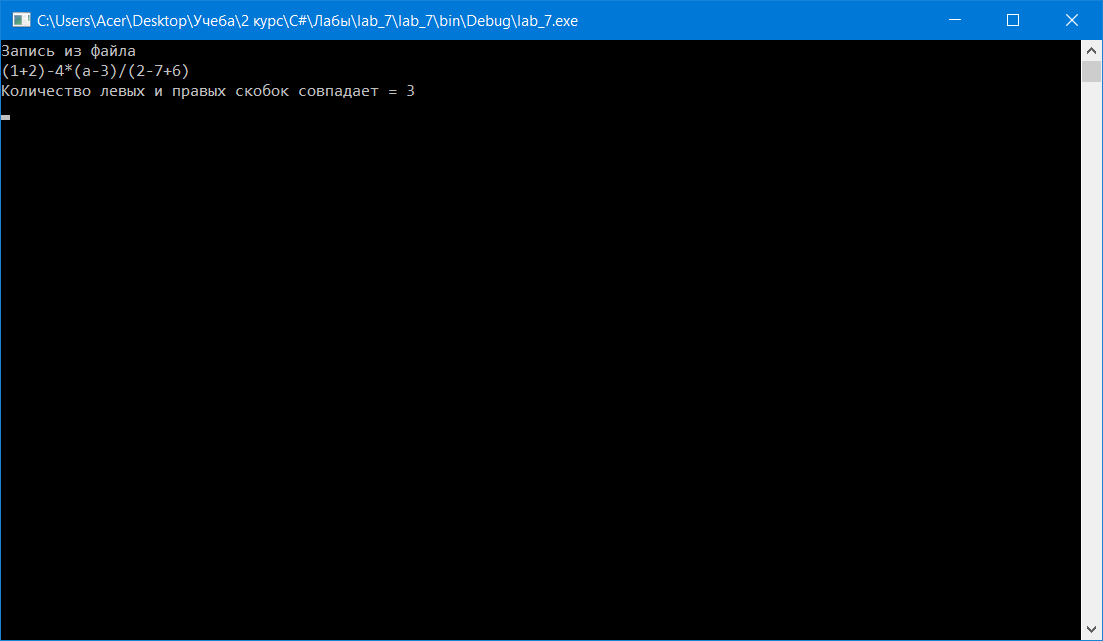 C:\Users\Acer\Desktop\Учеба\2 курс\C#\Лабы\lab_7\lab_7\bin\Debug\lab_7.exe
Запись из файла
(1+2)-4*(a-3)/(2-7+6)
Количество левых и правых скобок совпадает = 3